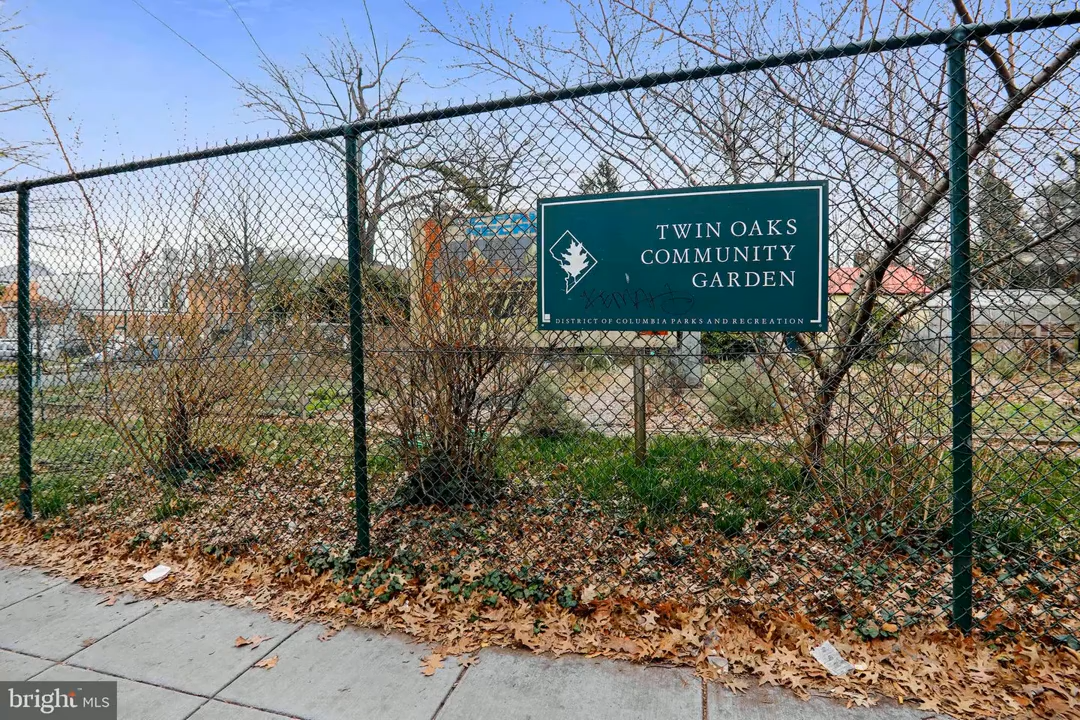 TWIN OAKS
COMMUNITY
GARDEN
DISTRICT OF COLUMBIA PARKS AND RECREATION
bright MLS